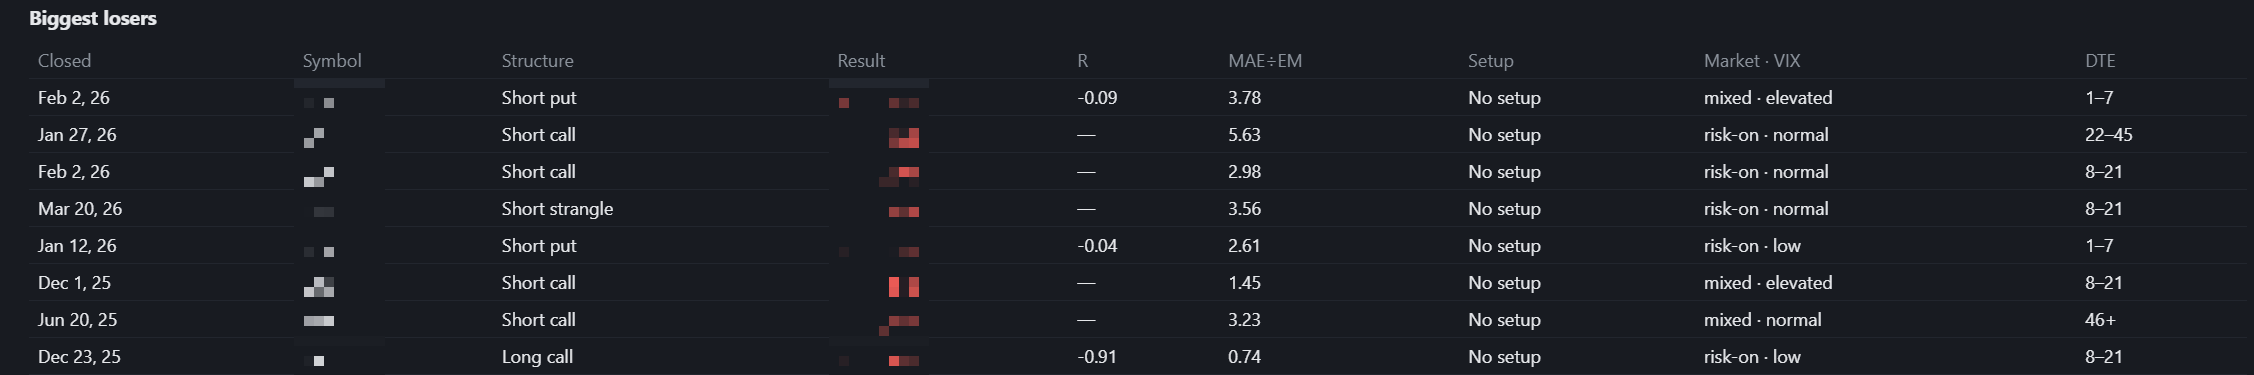 Biggest losers
Closed Symbol Structure Result R MAE÷EM Setup Market · VIX DTE
Feb 2, 26 Short put -0.09 3.78 No setup mixed · elevated 1–7
Jan 27, 26 Short call — 5.63 No setup risk-on · normal 22–45
Feb 2, 26 Short call — 2.98 No setup risk-on · normal 8–21
Mar 20, 26 Short strangle — 3.56 No setup risk-on · normal 8–21
Jan 12, 26 Short put -0.04 2.61 No setup risk-on · low 1–7
Dec 1, 25 Short call — 1.45 No setup mixed · elevated 8–21
Jun 20, 25 Short call — 3.23 No setup mixed · normal 46+
Dec 23, 25 Long call -0.91 0.74 No setup risk-on · low 8–21